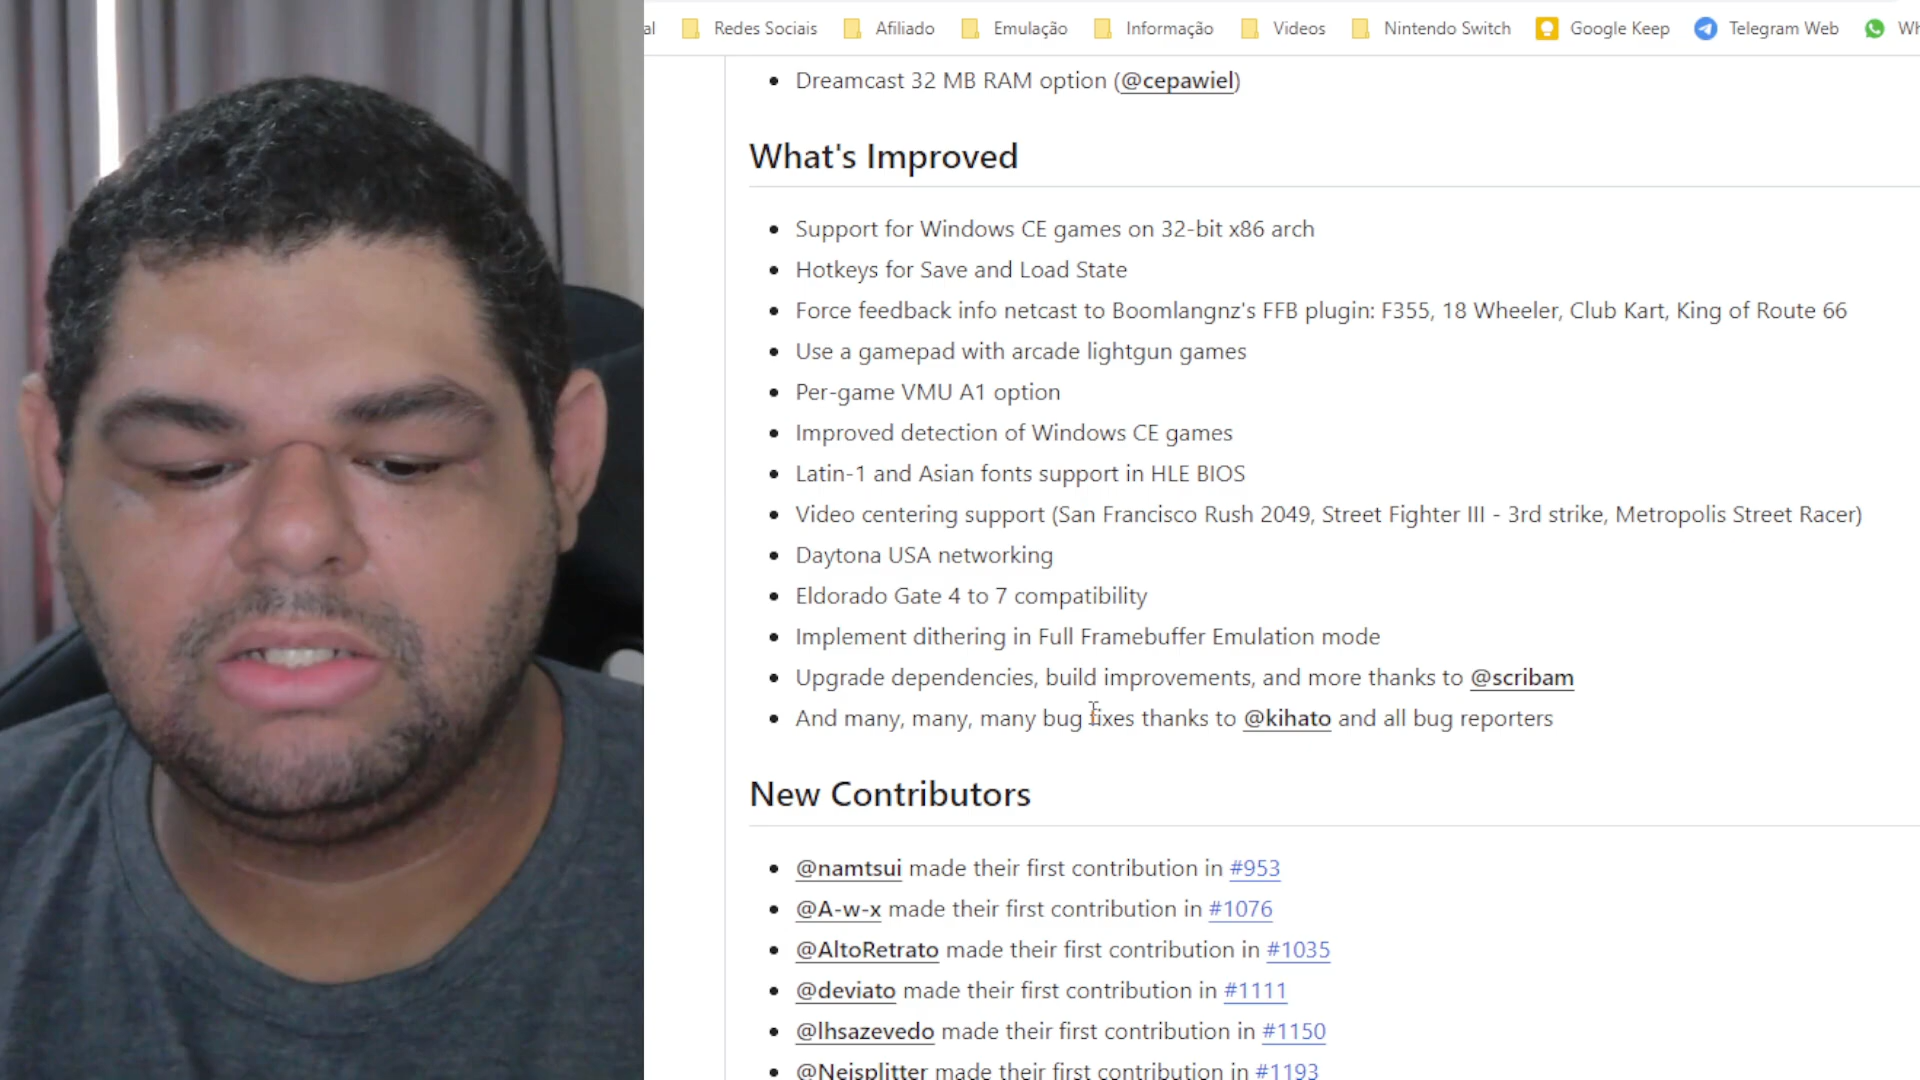 al Redes Sociais Afiliado Emulação Informação Videos Nintendo Switch Google Keep Telegram Web
Dreamcast 32 MB RAM option (@cepawiel)
What's Improved
Support for Windows CE games on 32-bit x86 arch
Hotkeys for Save and Load State
Force feedback info netcast to Boomlangnz's FFB plugin: F355, 18 Wheeler, Club Kart, King of Route 66
Use a gamepad with arcade lightgun games
Per-game VMU A1 option
Improved detection of Windows CE games
Latin-1 and Asian fonts support in HLE BIOS
Video centering support (San Francisco Rush 2049, Street Fighter III - 3rd strike, Metropolis Street Racer)
Daytona USA networking
Eldorado Gate 4 to 7 compatibility
Implement dithering in Full Framebuffer Emulation mode
Upgrade dependencies, build improvements, and more thanks to @scribam
And many, many, many bug fixes thanks to @kihato and all bug reporters
New Contributors
@namtsui made their first contribution in #953
@A-w-x made their first contribution in #1076
@AltoRetrato made their first contribution in #1035
@deviato made their first contribution in #1111
@lhsazevedo made their first contribution in #1150
@Neisplitter made their first contribution in #1193